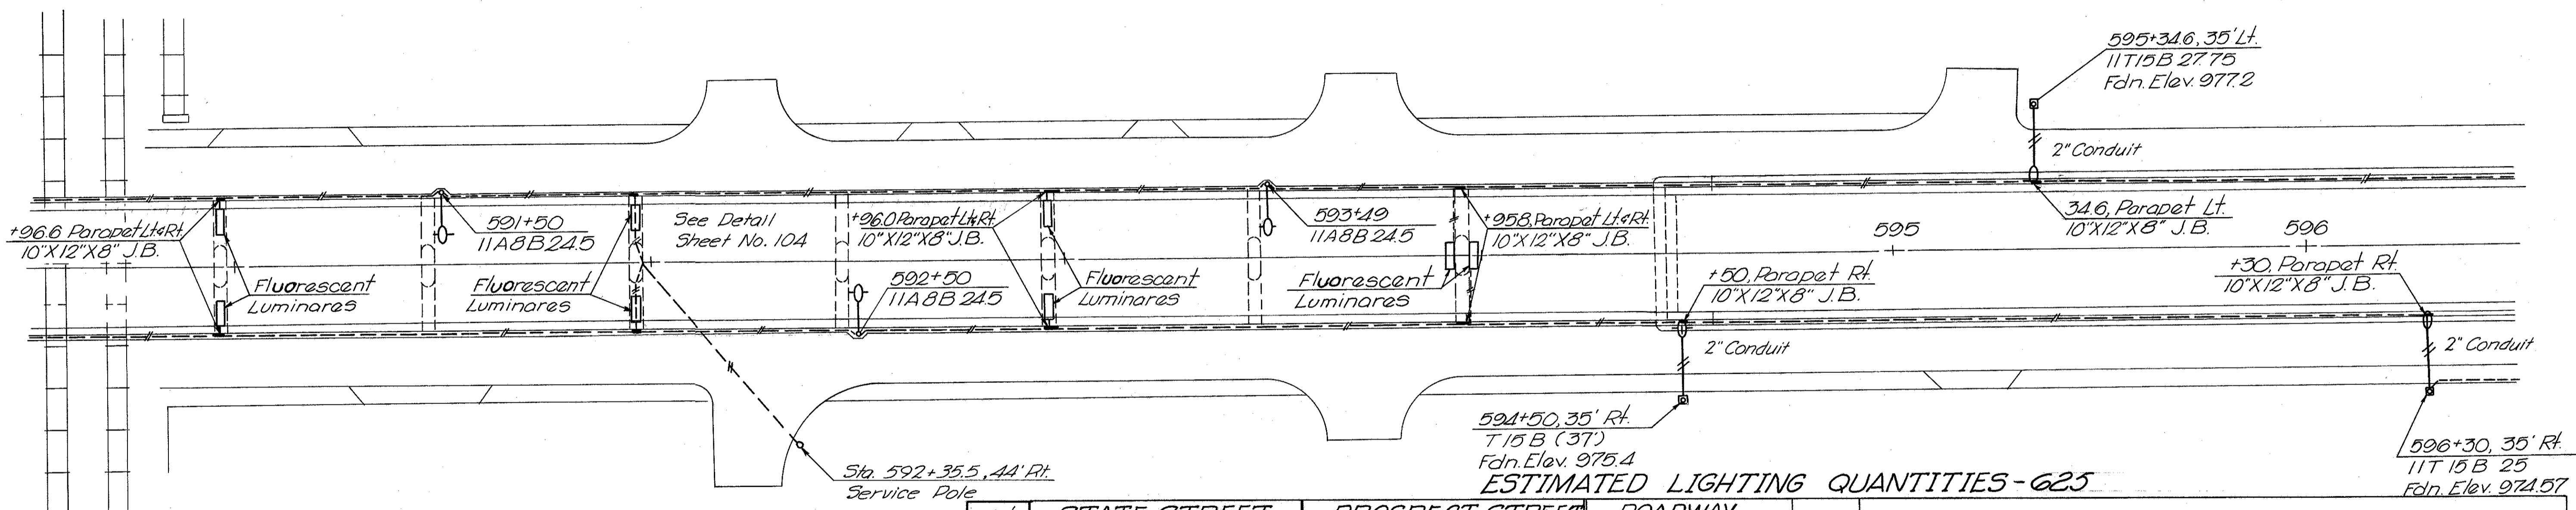 595+34.6, 35' Lt.
11T15B 27.75
Fdn. Elev. 977.2
2" Conduit
+96.6 Parapet Lt&Rt.
10"X12"X8" J.B.
591+50
11A8B 24.5
See Detail
Sheet No. 104
+96.0 Parapet Lt&Rt.
10"X12"X8" J.B.
593+49
11A8B 24.5
+958, Parapet Lt&Rt.
10"X12"X8" J.B.
34.6, Parapet Lt.
10"X12"X8" J.B.
595
596
Fluorescent
Luminares
Fluorescent
Luminares
592+50
11A8B 24.5
Fluorescent
Luminares
Fluorescent
Luminares
+50, Parapet Rt.
10"X12"X8" J.B.
+30, Parapet Rt.
10"X12"X8" J.B.
2" Conduit
2" Conduit
594+50, 35' Rt.
T15B (37')
Fdn. Elev. 975.4
596+30, 35' Rt.
11T 15B 25
Fdn. Elev. 974.57
Sta. 592+35.5, 44' Rt.
Service Pole
ESTIMATED LIGHTING QUANTITIES-625
STATE STREET
PROSPECT STREET
ROADWAY